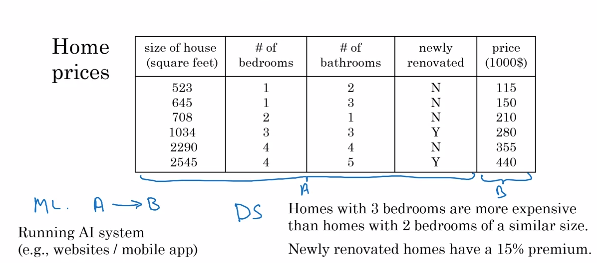 Home
prices
size of house # of # of newly price
(square feet) bedrooms bathrooms renovated (1000$)
523 1 2 N 115
645 1 3 N 150
708 2 1 N 210
1034 3 3 Y 280
2290 4 4 N 355
2545 4 5 Y 440
A B
ML. A → B
DS Homes with 3 bedrooms are more expensive
than homes with 2 bedrooms of a similar size.
Running AI system
(e.g., websites / mobile app) Newly renovated homes have a 15% premium.